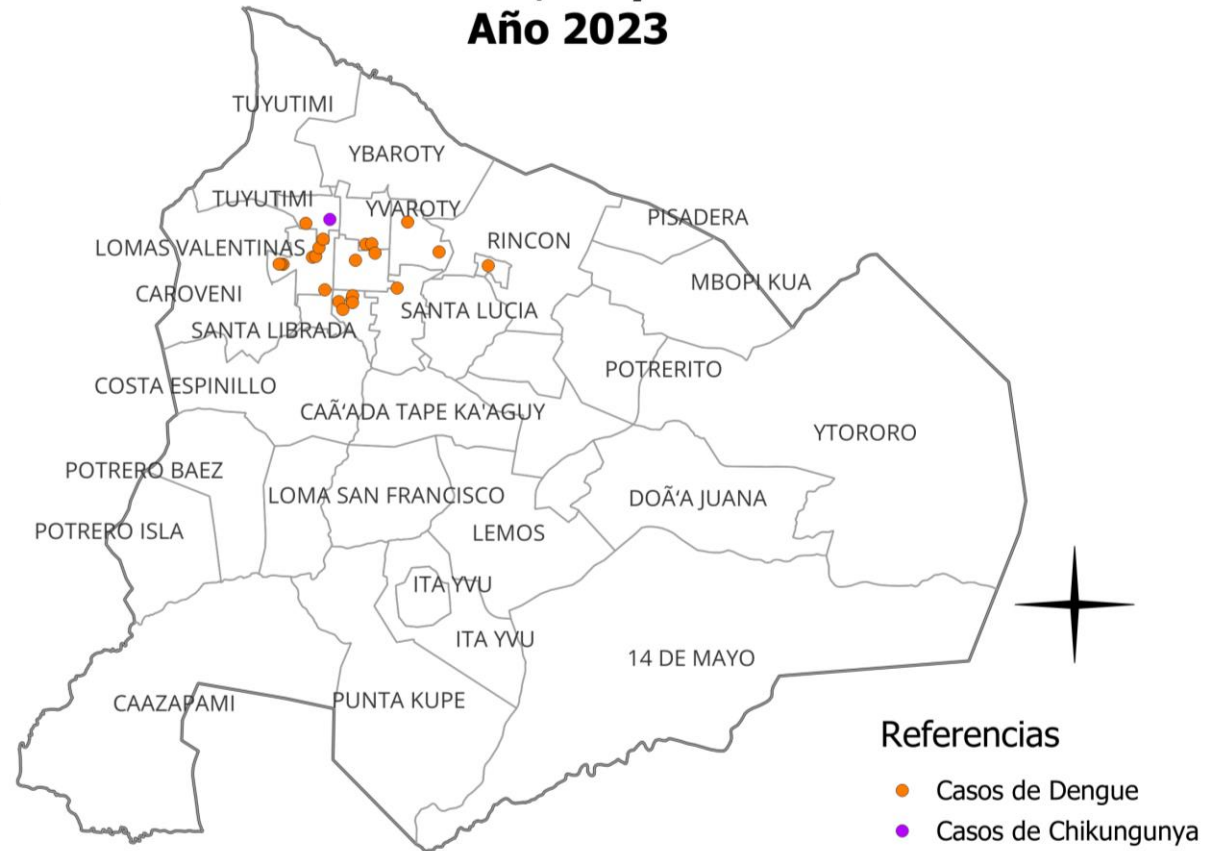 Año 2023
TUYUTIMI
YBAROTY
TUYUTIMI
YVAROTY
PISADERA
LOMAS VALENTINAS
RINCON
MBOPI KUA
CAROVENI
SANTA LUCIA
SANTA LIBRADA
POTRERITO
COSTA ESPINILLO
CAÃ'ADA TAPE KA'AGUY
YTORORO
POTRERO BAEZ
LOMA SAN FRANCISCO
DOÃ'A JUANA
POTRERO ISLA
LEMOS
ITA YVU
ITA YVU
14 DE MAYO
CAAZAPAMI
PUNTA KUPE
Referencias
Casos de Dengue
Casos de Chikungunya